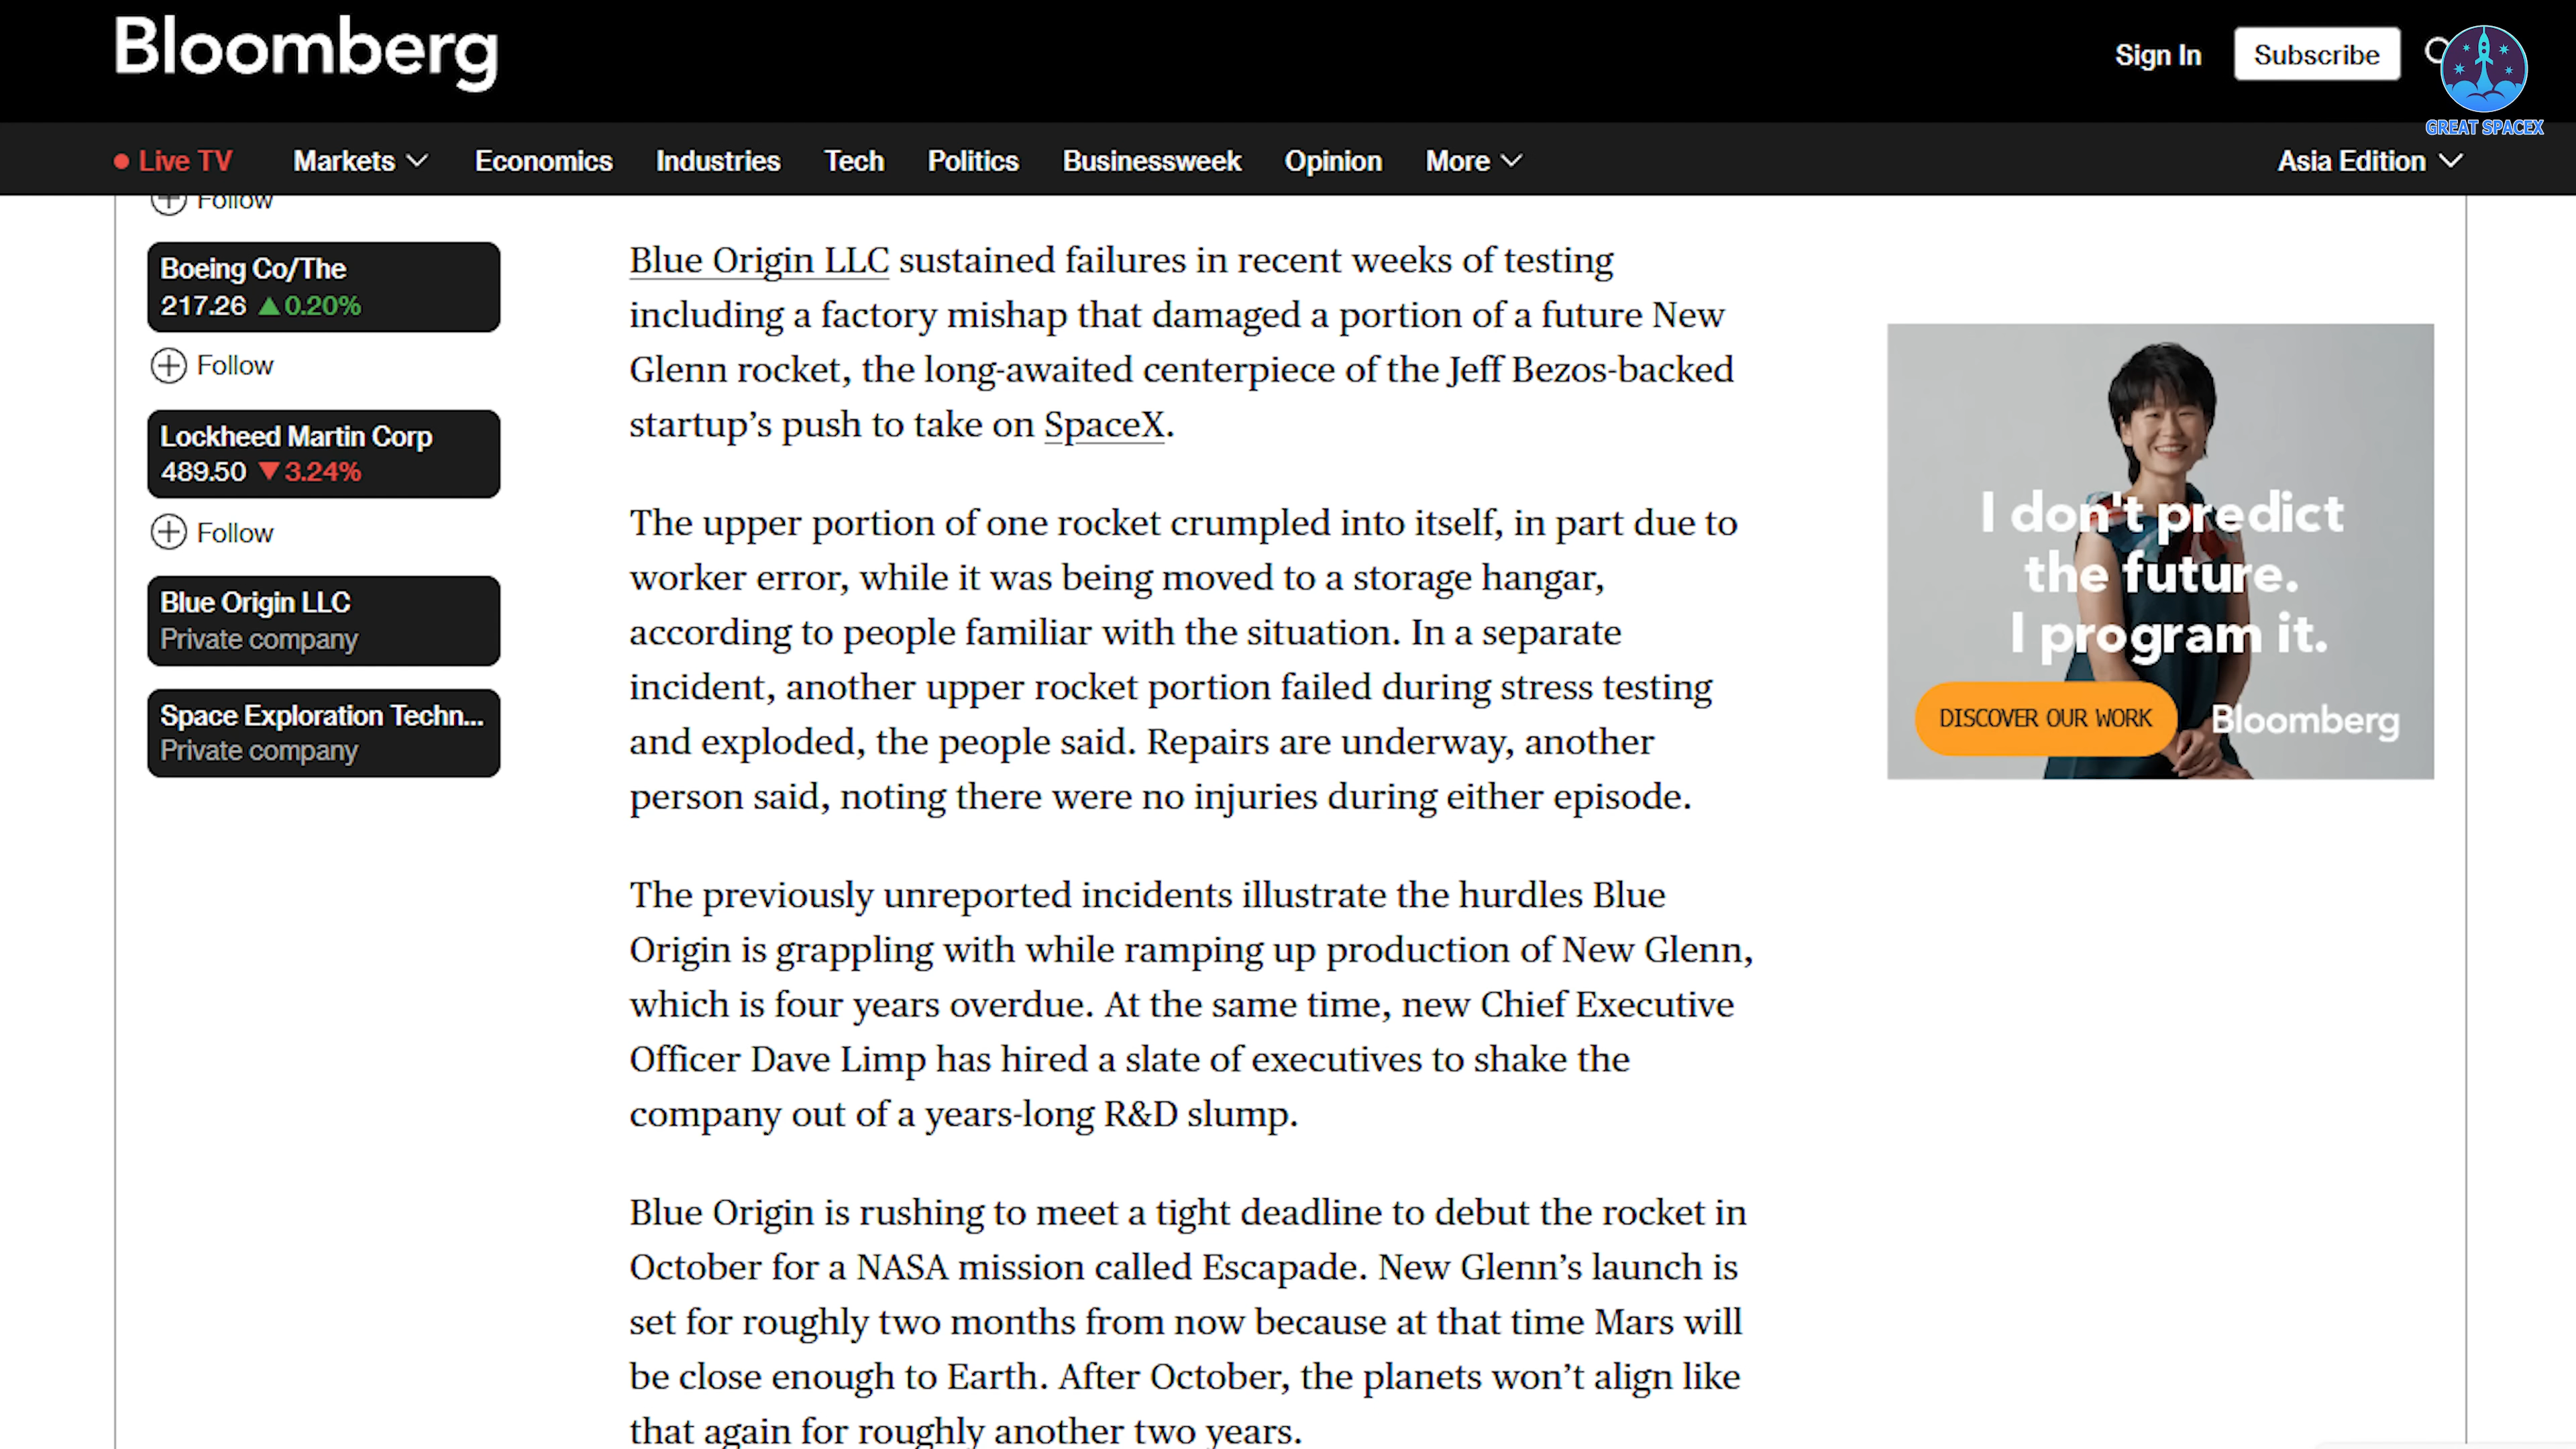 Bloomberg
Sign In
Subscribe
GREAT SPACEX
Live TV
Markets
Economics
Industries
Tech
Politics
Businessweek
Opinion
More
Asia Edition
Follow
Boeing Co/The
217.26 ▲0.20%
Follow
Lockheed Martin Corp
489.50 ▼3.24%
Follow
Blue Origin LLC
Private company
Space Exploration Techn...
Private company
Blue Origin LLC sustained failures in recent weeks of testing
including a factory mishap that damaged a portion of a future New
Glenn rocket, the long-awaited centerpiece of the Jeff Bezos-backed
startup’s push to take on SpaceX.
The upper portion of one rocket crumpled into itself, in part due to
worker error, while it was being moved to a storage hangar,
according to people familiar with the situation. In a separate
incident, another upper rocket portion failed during stress testing
and exploded, the people said. Repairs are underway, another
person said, noting there were no injuries during either episode.
The previously unreported incidents illustrate the hurdles Blue
Origin is grappling with while ramping up production of New Glenn,
which is four years overdue. At the same time, new Chief Executive
Officer Dave Limp has hired a slate of executives to shake the
company out of a years-long R&D slump.
Blue Origin is rushing to meet a tight deadline to debut the rocket in
October for a NASA mission called Escapade. New Glenn’s launch is
set for roughly two months from now because at that time Mars will
be close enough to Earth. After October, the planets won’t align like
that again for roughly another two years.
I don't predict
the future.
I program it.
DISCOVER OUR WORK
Bloomberg